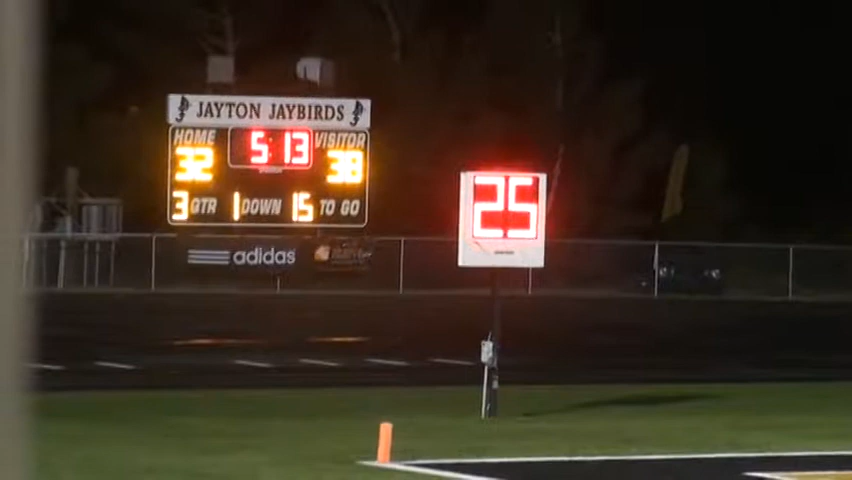 JAYTON JAYBIRDS
HOME 5:13 VISITOR
32 38
3 QTR 1 DOWN 15 TO GO
25
adidas